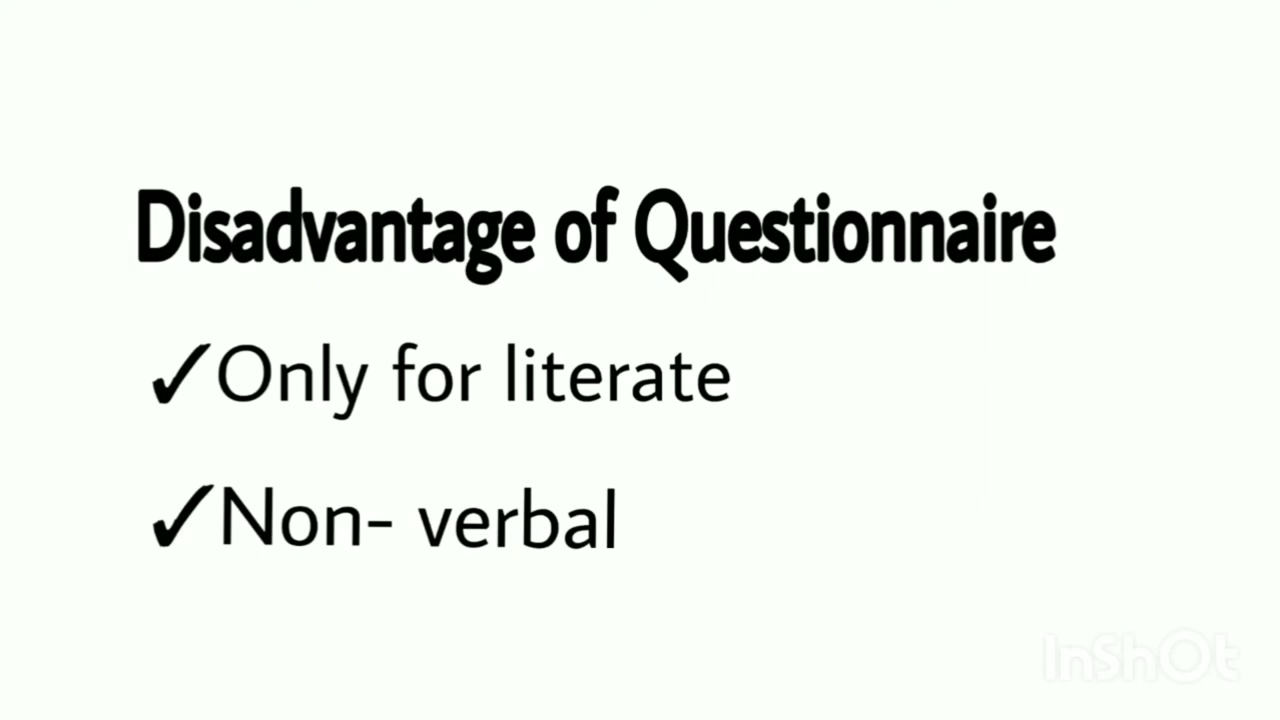 Disadvantage of Questionnaire
✓Only for literate
✓Non- verbal
InShOt